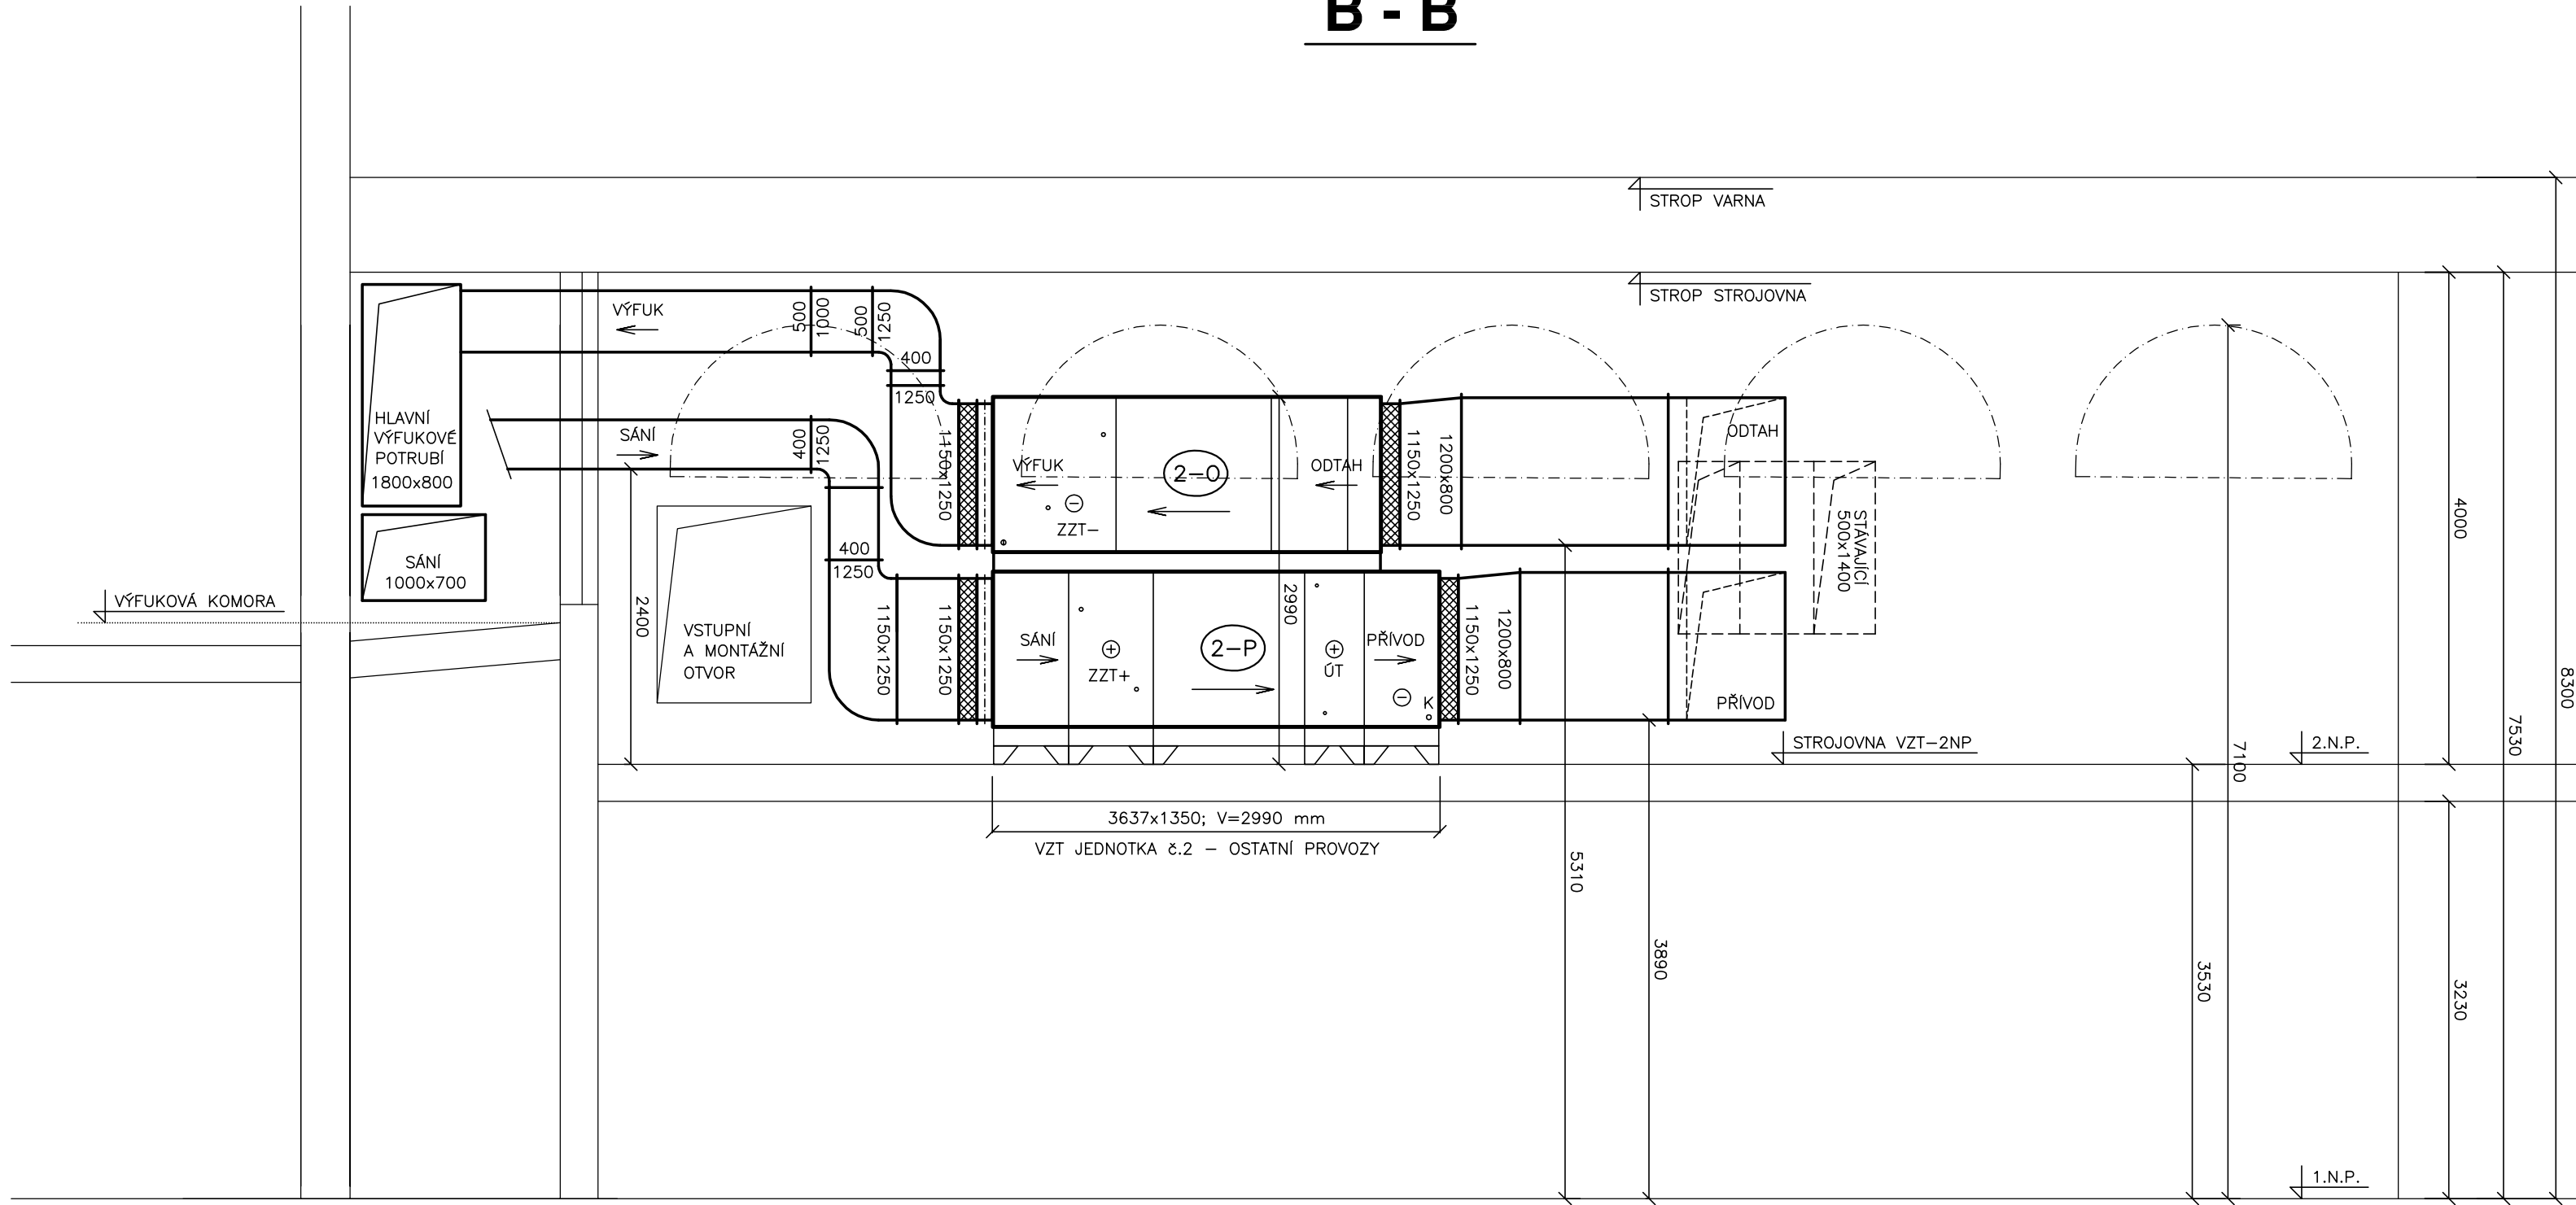 B - B
STROP VARNA
STROP STROJOVNA
VÝFUK
500
1000
500
1250
400
1250
HLAVNÍ
VÝFUKOVÉ
POTRUBÍ
1800x800
SÁNÍ
400
1250
1150x1250
VÝFUK
2-O
ODTAH
ZZT-
1150x1250
1200x800
ODTAH
STÁVAJÍCÍ
500x1400
4000
SÁNÍ
1000x700
VÝFUKOVÁ KOMORA
2400
VSTUPNÍ
A MONTÁŽNÍ
OTVOR
400
1250
1150x1250
1150x1250
SÁNÍ
ZZT+
2-P
2990
ÚT
PŘÍVOD
K
1150x1250
1200x800
PŘÍVOD
8300
7530
7100
STROJOVNA VZT-2NP
2.N.P.
3637x1350; V=2990 mm
VZT JEDNOTKA č.2 - OSTATNÍ PROVOZY
5310
3890
3530
3230
1.N.P.